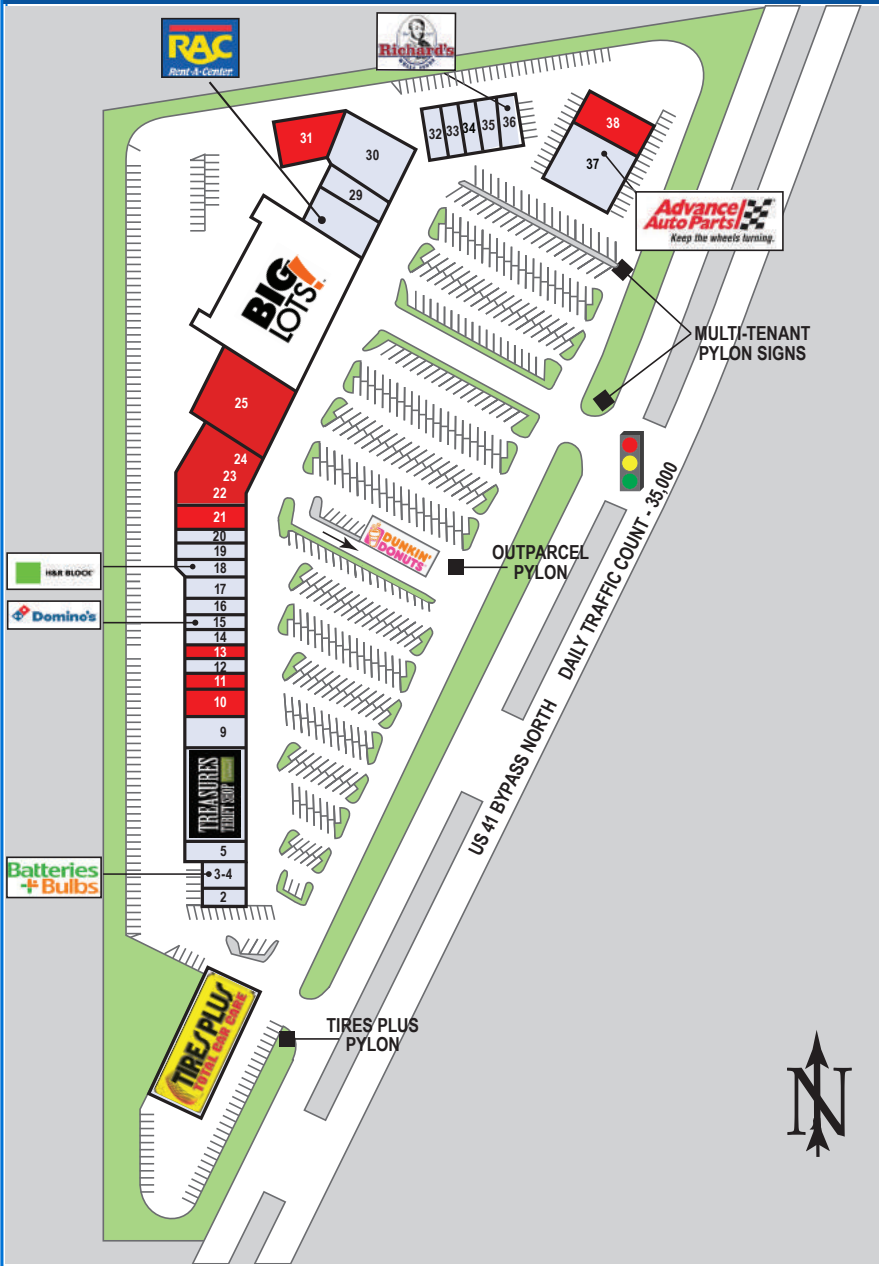 RAC
Rent-A-Center
Richard's
31
30
29
32 33 34 35 36
38
37
Advance
Auto Parts
Keep the wheels turning.
BIG
LOTS!
MULTI-TENANT
PYLON SIGNS
25
24
23
22
21
20
19
18
17
16
15
14
13
12
11
10
9
H&R BLOCK
Domino's
DUNKIN'
DONUTS
OUTPARCEL
PYLON
US 41 BYPASS NORTH DAILY TRAFFIC COUNT - 35,000
TREASURES
THRIFT SHOP
5
3-4
2
Batteries
+ Bulbs
TIRES PLUS
TOTAL CAR CARE
TIRES PLUS
PYLON
N